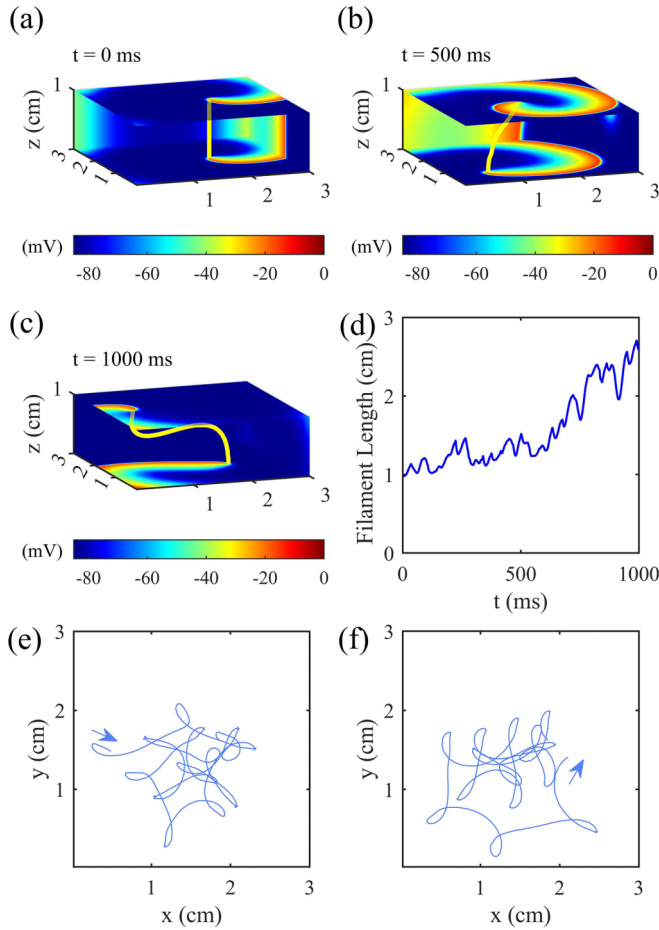 (a)
t = 0 ms
1
z (cm)
3
2
1
1
2
3
(mV)
-80
-60
-40
-20
0
(b)
t = 500 ms
1
z (cm)
3
2
1
1
2
3
(mV)
-80
-60
-40
-20
0
(c)
t = 1000 ms
1
z (cm)
3
2
1
1
2
3
(mV)
-80
-60
-40
-20
0
(d)
Filament Length (cm)
3
2
1
0
0
500
1000
t (ms)
(e)
3
2
1
y (cm)
1
2
3
x (cm)
(f)
3
2
1
y (cm)
1
2
3
x (cm)